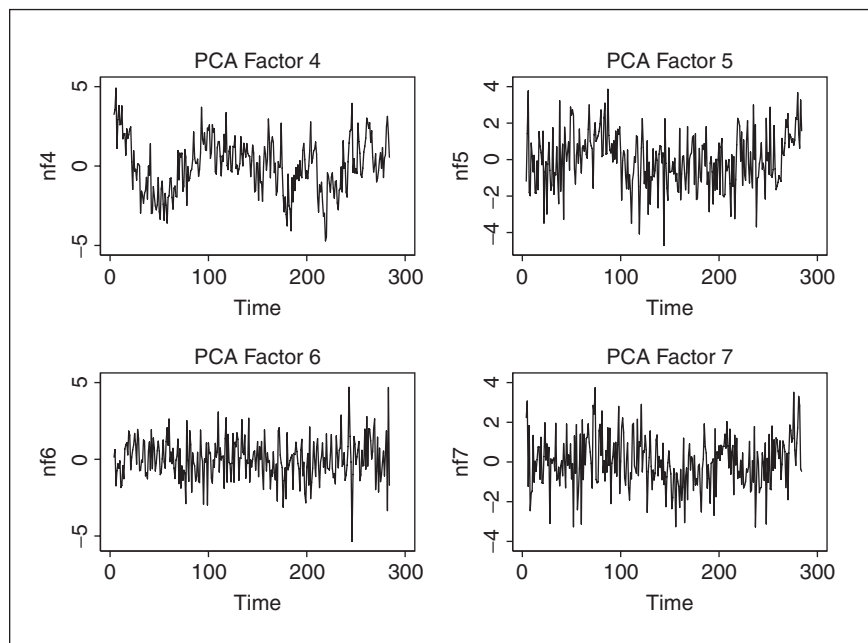 PCA Factor 4
nf4
5
0
−5
0 100 200 300
Time
PCA Factor 5
nf5
4
2
0
−2
−4
0 100 200 300
Time
PCA Factor 6
nf6
5
0
−5
0 100 200 300
Time
PCA Factor 7
nf7
4
2
0
−2
−4
0 100 200 300
Time